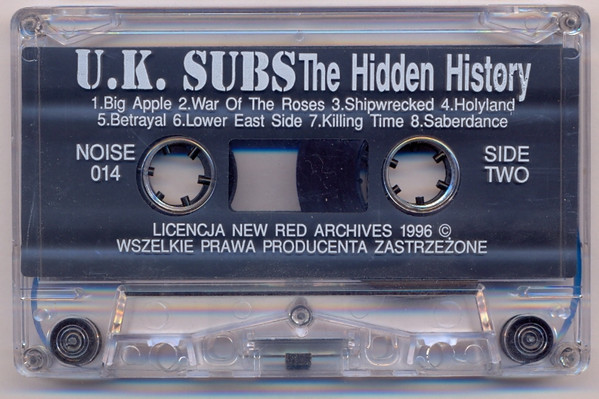 U.K. SUBS The Hidden History
1.Big Apple 2.War Of The Roses 3.Shipwrecked 4.Holyland
5.Betrayal 6.Lower East Side 7.Killing Time 8.Saberdance
NOISE
014
SIDE
TWO
LICENCJA NEW RED ARCHIVES 1996 ©
WSZELKIE PRAWA PRODUCENTA ZASTRZEŻONE